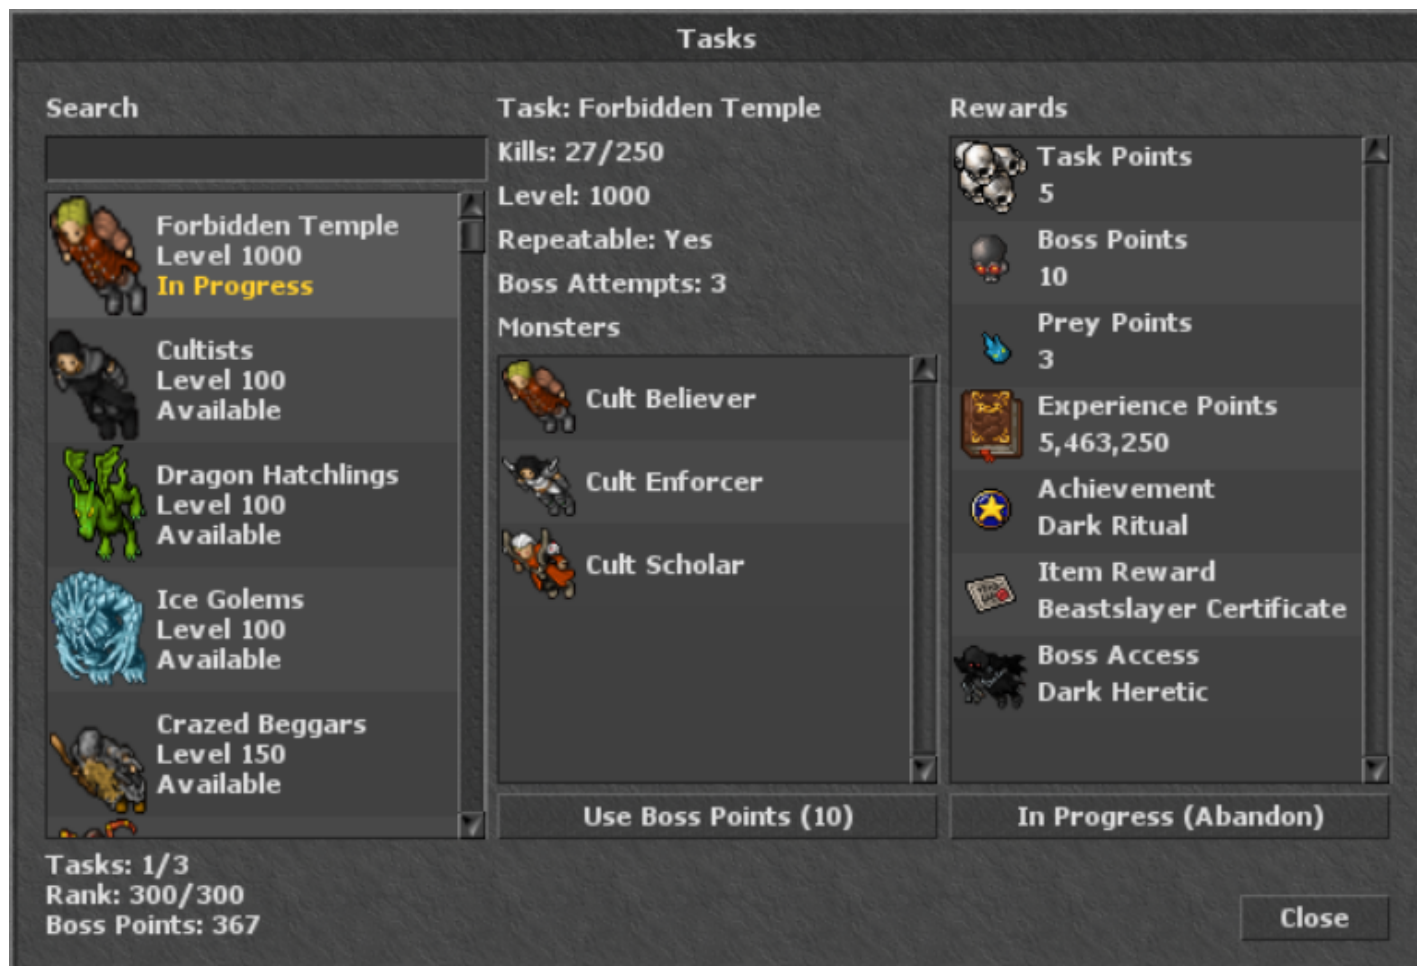 Tasks
Search
Forbidden Temple
Level 1000
In Progress
Cultists
Level 100
Available
Dragon Hatchlings
Level 100
Available
Ice Golems
Level 100
Available
Crazed Beggars
Level 150
Available
Tasks: 1/3
Rank: 300/300
Boss Points: 367
Task: Forbidden Temple
Kills: 27/250
Level: 1000
Repeatable: Yes
Boss Attempts: 3
Monsters
Cult Believer
Cult Enforcer
Cult Scholar
Use Boss Points (10)
Rewards
Task Points
5
Boss Points
10
Prey Points
3
Experience Points
5,463,250
Achievement
Dark Ritual
Item Reward
Beastslayer Certificate
Boss Access
Dark Heretic
In Progress (Abandon)
Close